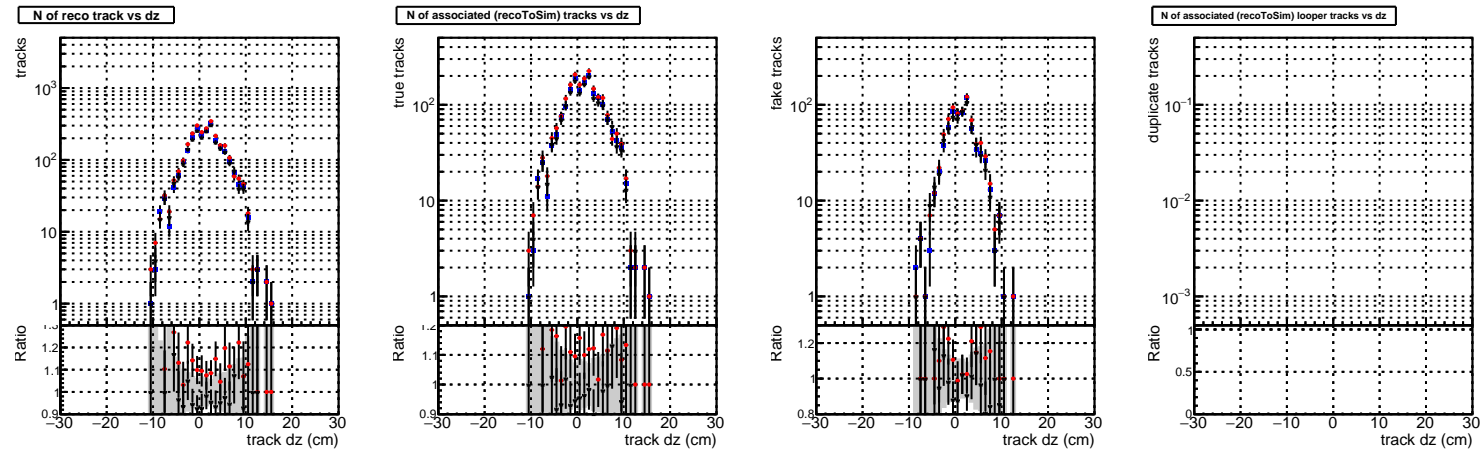 N of reco track vs dz
tracks
10³
10²
10
1
Ratio
1.3
1.2
1.1
1
0.9
−30 −20 −10 0 10 20 30
track dz (cm)
N of associated (recoToSim) tracks vs dz
true tracks
10²
10
1
Ratio
1.2
1.1
1
0.9
−30 −20 −10 0 10 20 30
track dz (cm)
fake tracks
10²
10
1
Ratio
1.2
1
0.8
−30 −20 −10 0 10 20 30
track dz (cm)
N of associated (recoToSim) looper tracks vs dz
duplicate tracks
10⁻¹
10⁻²
10⁻³
Ratio
1
0.5
0
−30 −20 −10 0 10 20 30
track dz (cm)